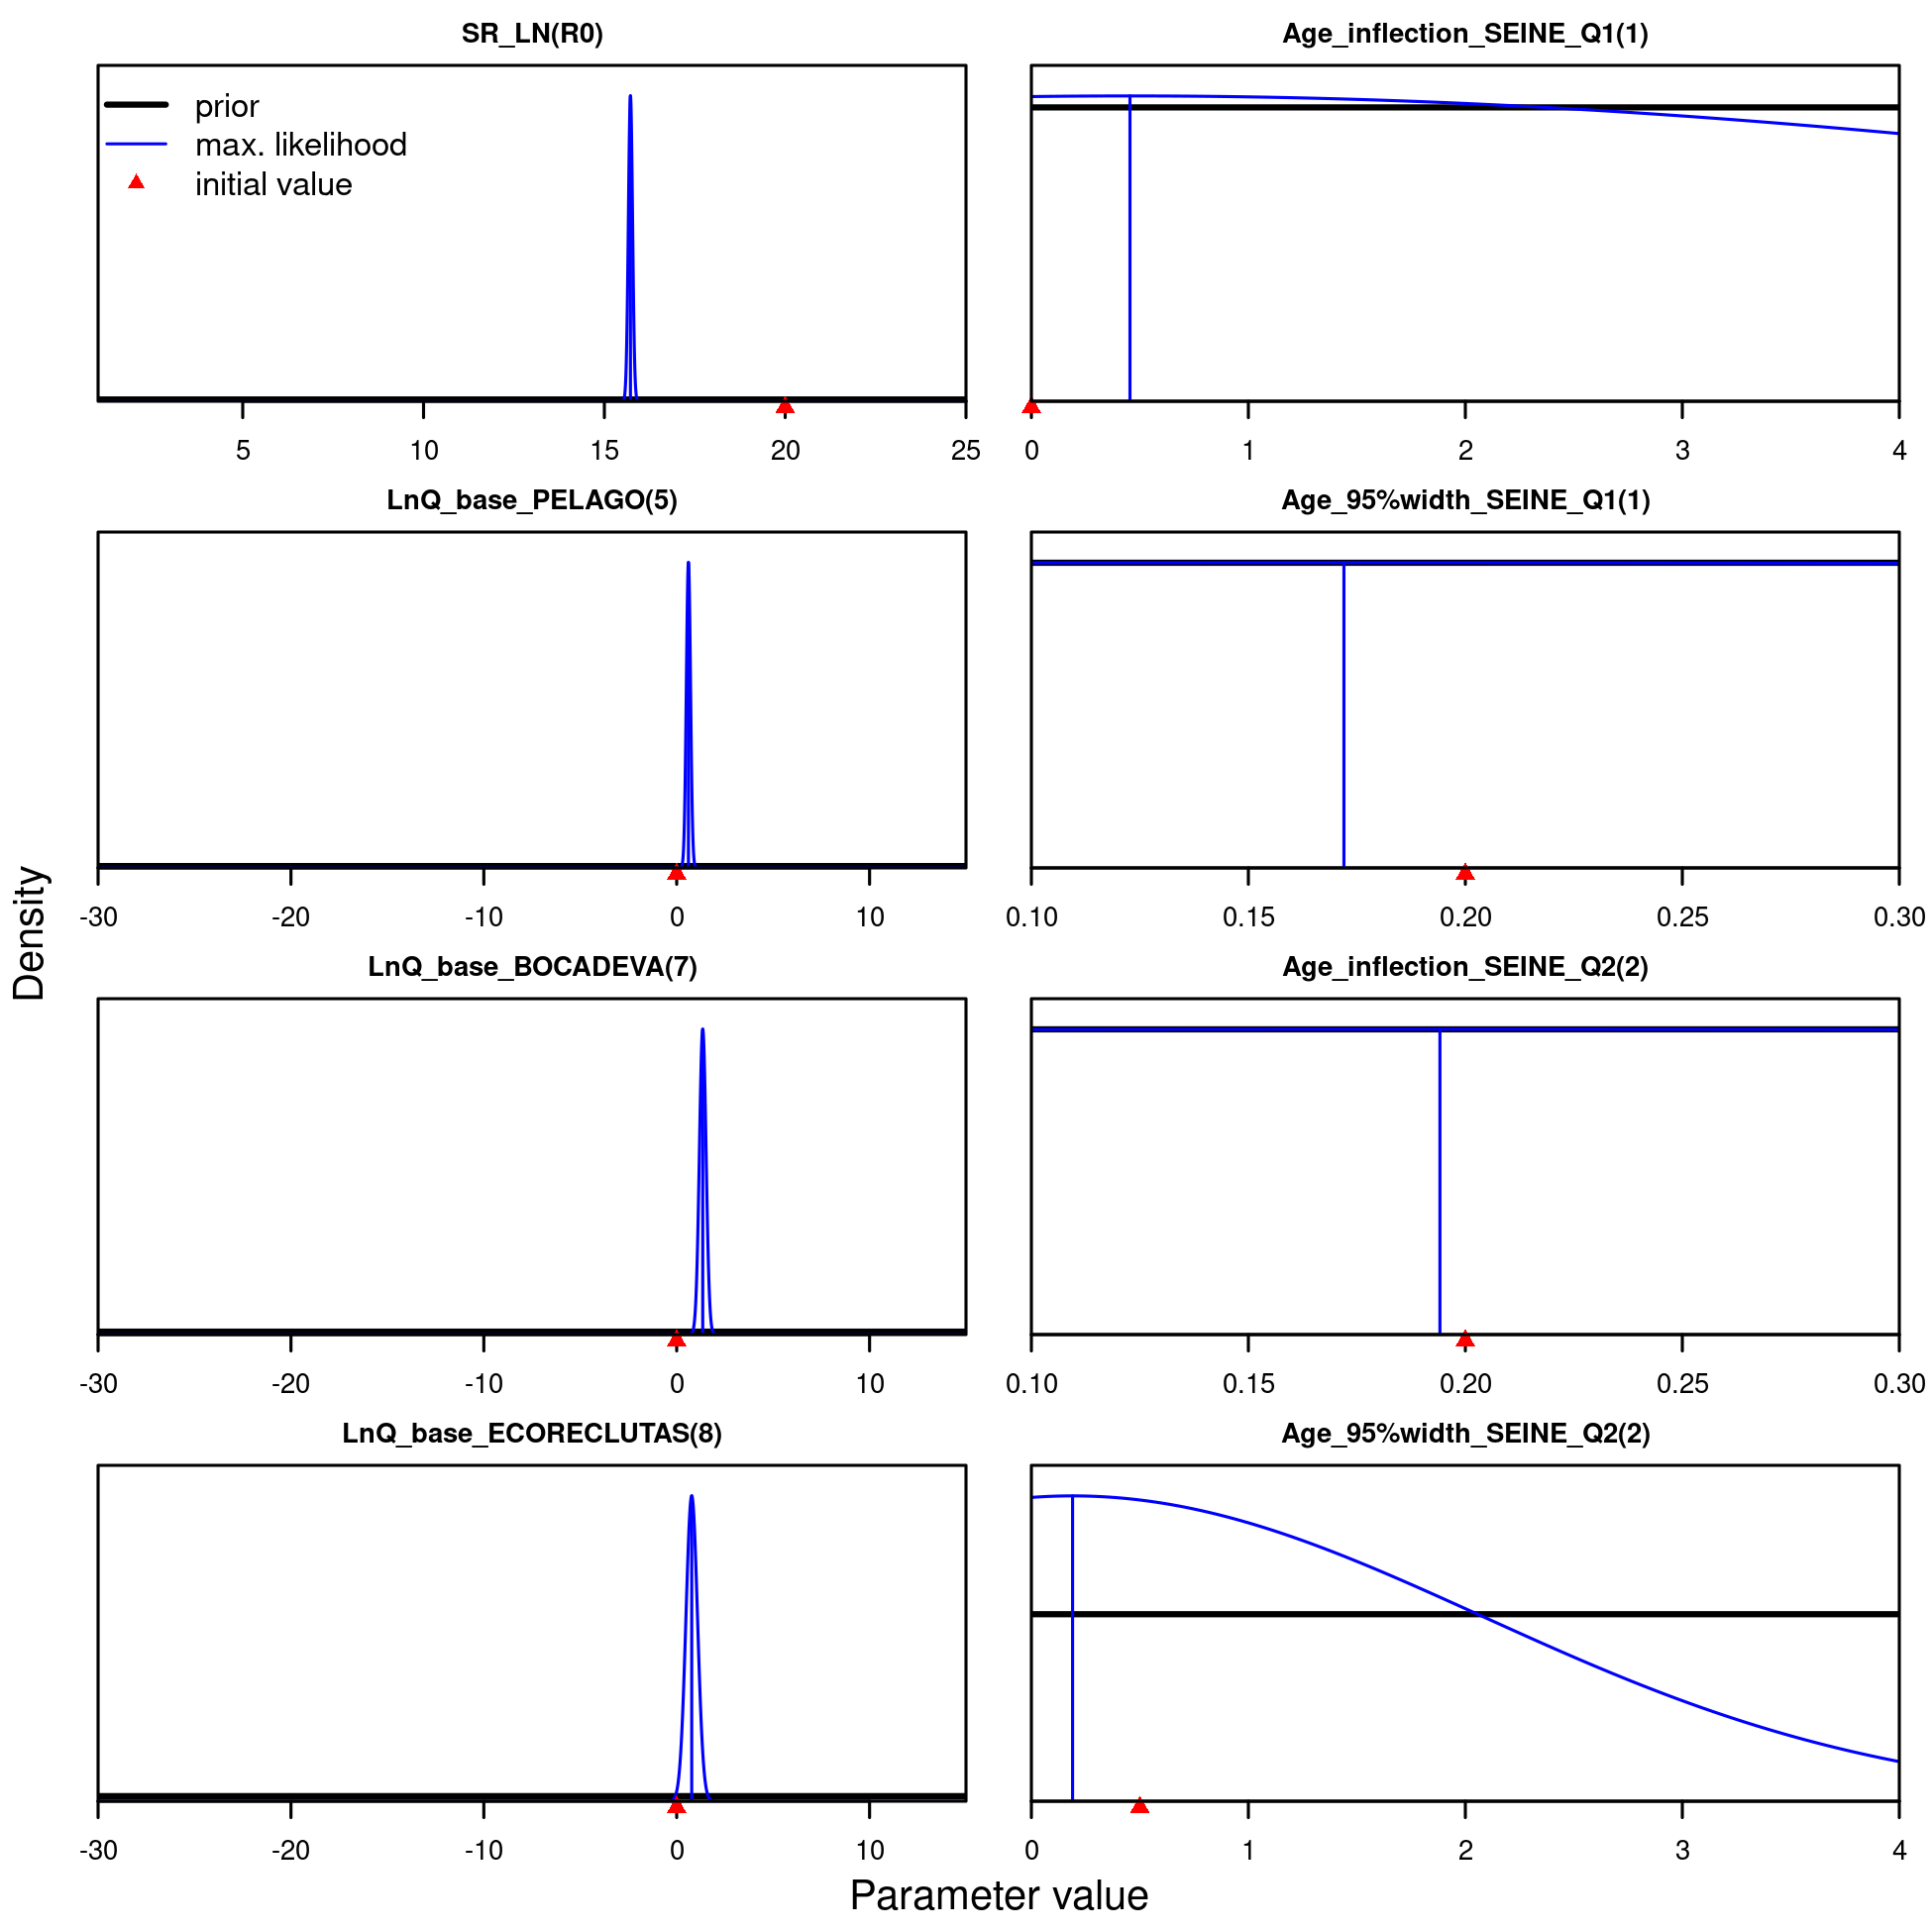 SR_LN(R0)
prior
max. likelihood
initial value
5 10 15 20 25
Age_inflection_SEINE_Q1(1)
0 1 2 3 4
LnQ_base_PELAGO(5)
-30 -20 -10 0 10
Age_95%width_SEINE_Q1(1)
0.10 0.15 0.20 0.25 0.30
LnQ_base_BOCADEVA(7)
-30 -20 -10 0 10
Age_inflection_SEINE_Q2(2)
0.10 0.15 0.20 0.25 0.30
LnQ_base_ECORECLUTAS(8)
-30 -20 -10 0 10
Age_95%width_SEINE_Q2(2)
0 1 2 3 4
Density
Parameter value